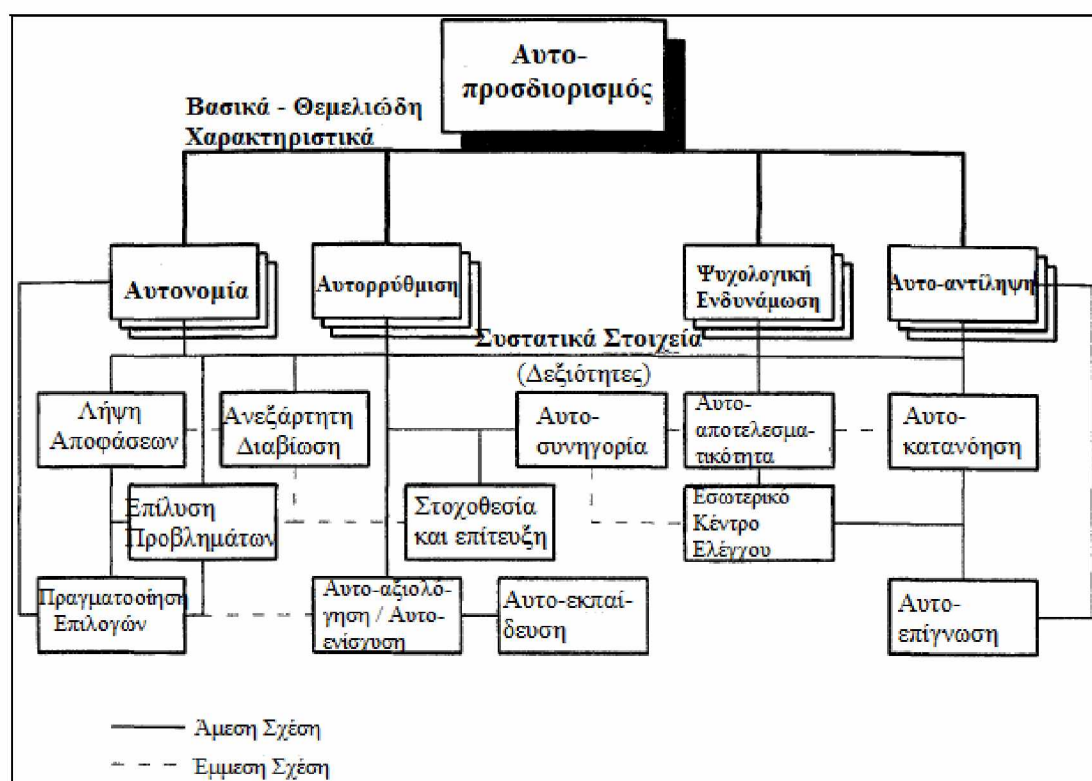 Αυτο-
προσδιορισμός
Βασικά - Θεμελιώδη
Χαρακτηριστικά
Αυτονομία
Αυτορρύθμιση
Ψυχολογική
Ενδυνάμωση
Αυτο-αντίληψη
Συστατικά Στοιχεία
(Δεξιότητες)
Λήψη
Αποφάσεων
Ανεξάρτητη
Διαβίωση
Αυτο-
συνηγορία
Αυτο-
αποτελεσμα-
τικότητα
Αυτο-
κατανόηση
Επίλυση
Προβλημάτων
Στοχοθεσία
και επίτευξη
Εσωτερικό
Κέντρο
Ελέγχου
Πραγματοοίηση
Επιλογών
Αυτο-αξιολό-
γηση / Αυτο-
ενίσχυση
Αυτο-εκπαί-
δευση
Αυτο-
επίγνωση
Άμεση Σχέση
Έμμεση Σχέση